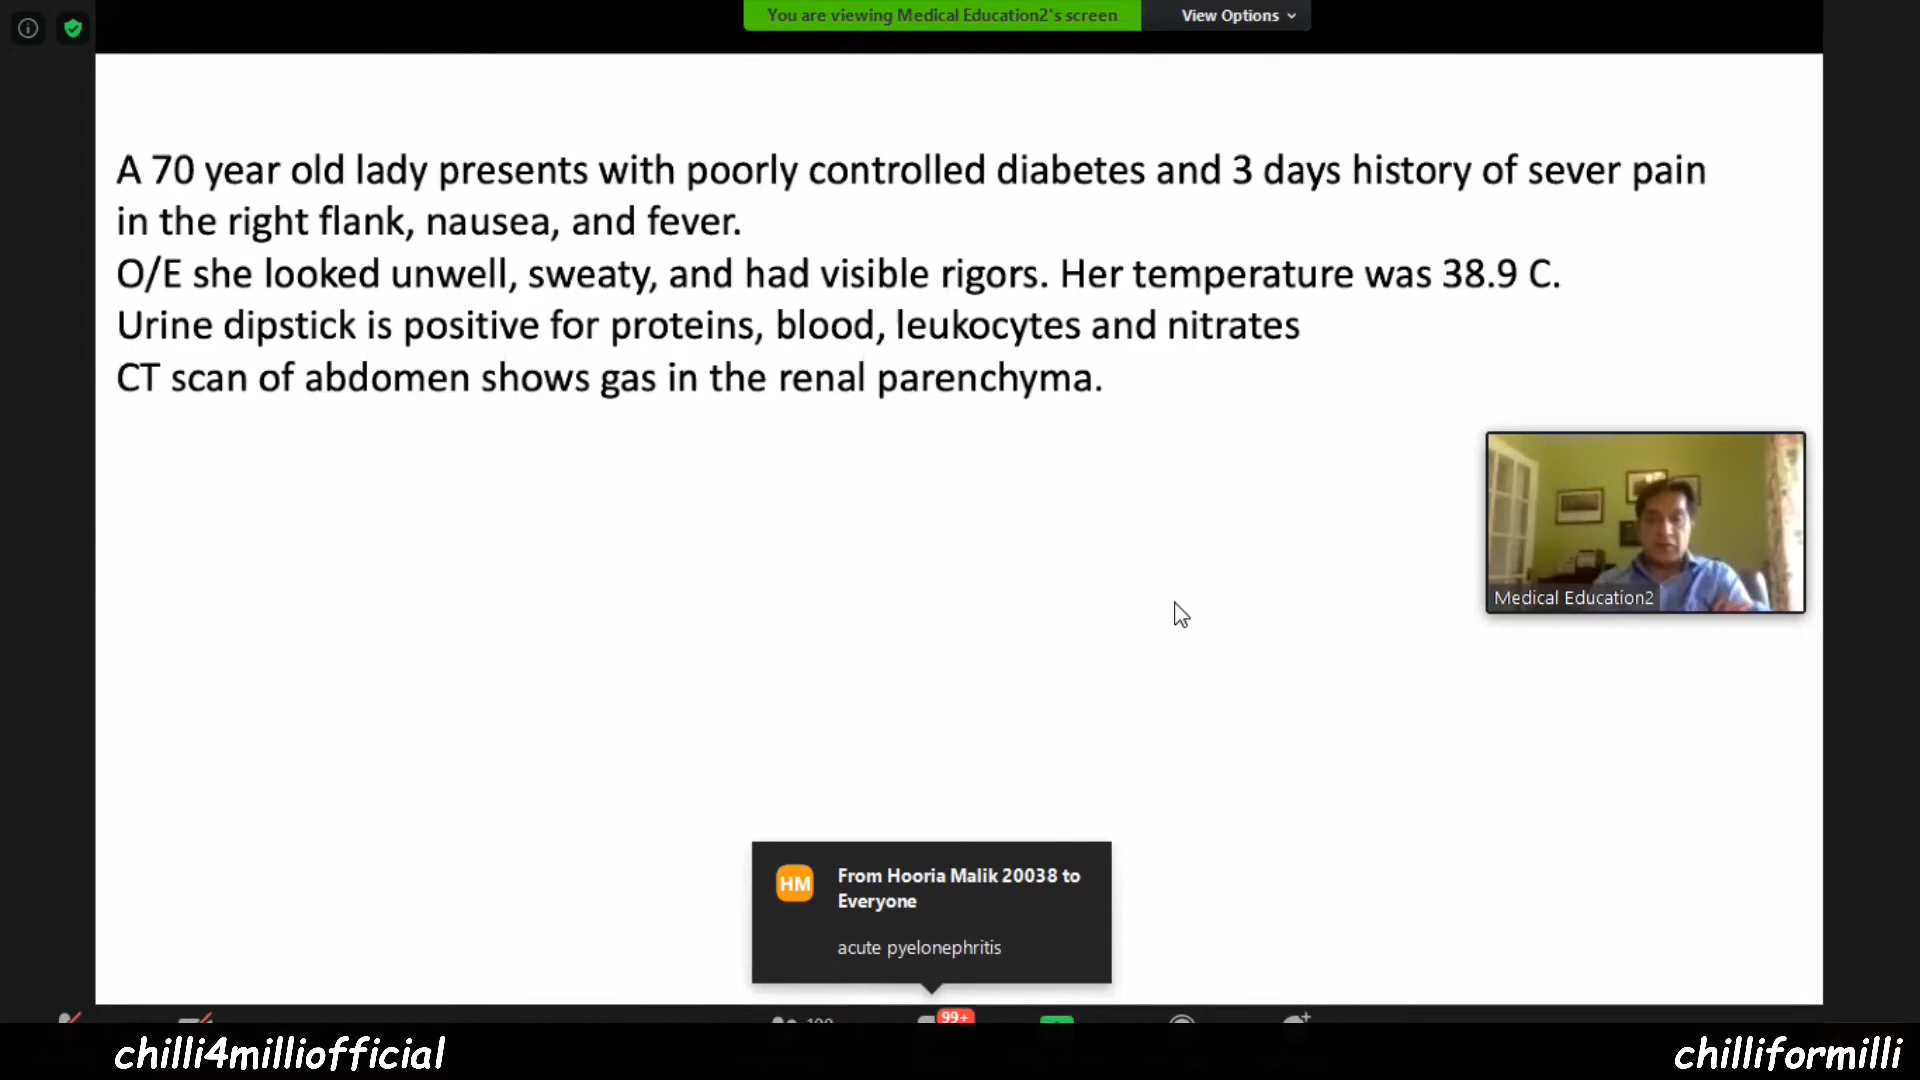 You are viewing Medical Education2's screen
View Options
A 70 year old lady presents with poorly controlled diabetes and 3 days history of sever pain
in the right flank, nausea, and fever.
O/E she looked unwell, sweaty, and had visible rigors. Her temperature was 38.9 C.
Urine dipstick is positive for proteins, blood, leukocytes and nitrates
CT scan of abdomen shows gas in the renal parenchyma.
Medical Education2
HM
From Hooria Malik 20038 to
Everyone
acute pyelonephritis
99+
chilli4milliofficial
chilliformilli